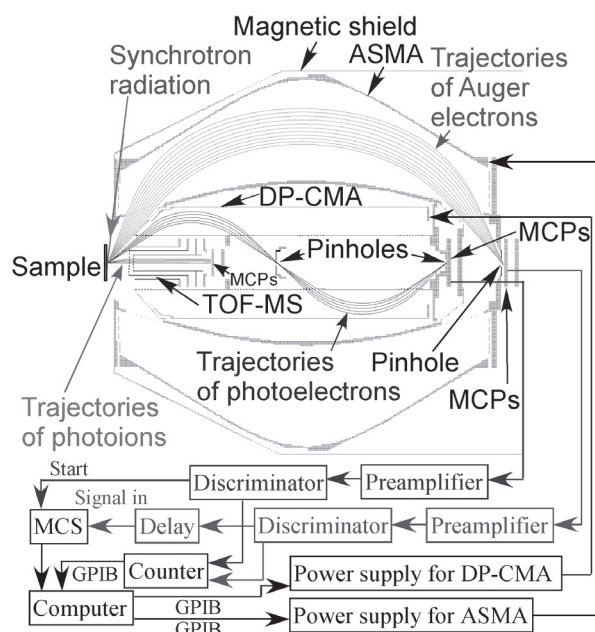 Magnetic shield
Synchrotron
radiation
ASMA
Trajectories
of Auger
electrons
DP-CMA
MCPs
Pinholes
Sample
MCPs
TOF-MS
Trajectories
of photoelectrons
Pinhole
MCPs
Trajectories
of photoions
Start
Discriminator
Preamplifier
Signal in
MCS
Delay
Discriminator
Preamplifier
GPIB
Counter
Power supply for DP-CMA
Computer
GPIB
Power supply for ASMA
GPIB